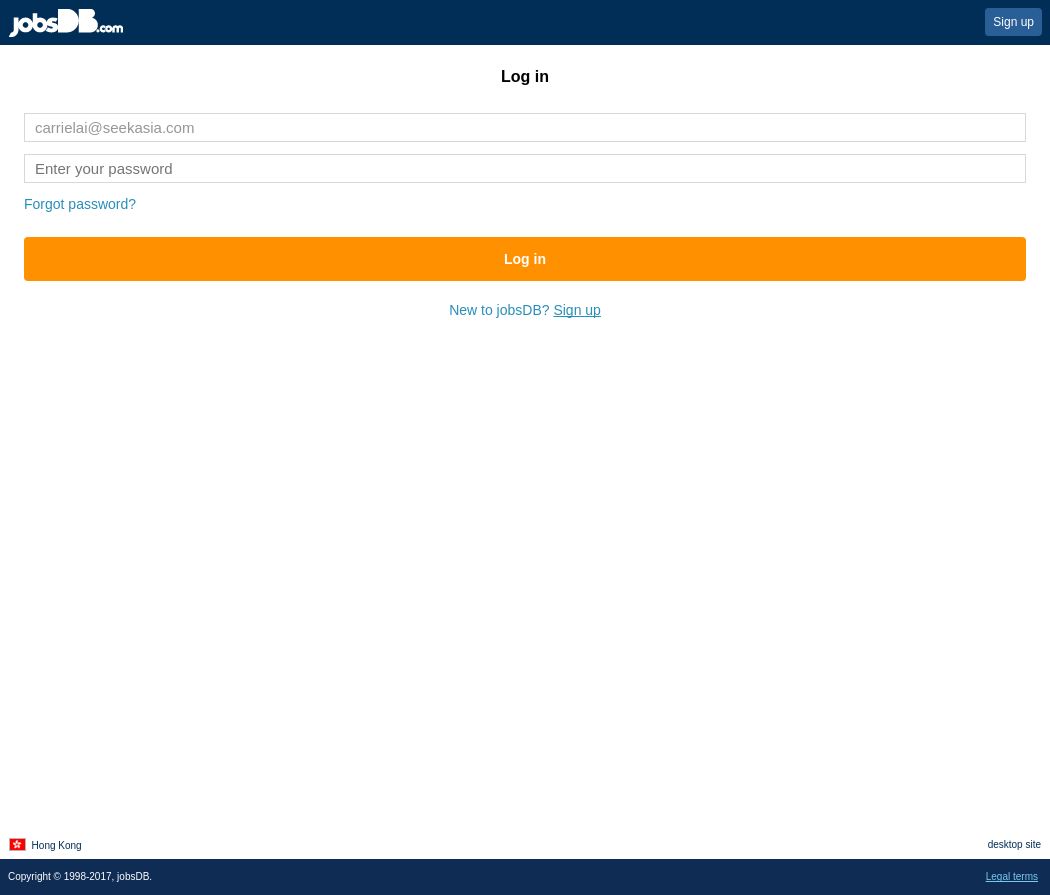 jobsDB.com
Sign up
Log in
carrielai@seekasia.com
Enter your password
Forgot password?
Log in
New to jobsDB? Sign up
Hong Kong
desktop site
Copyright © 1998-2017, jobsDB.
Legal terms